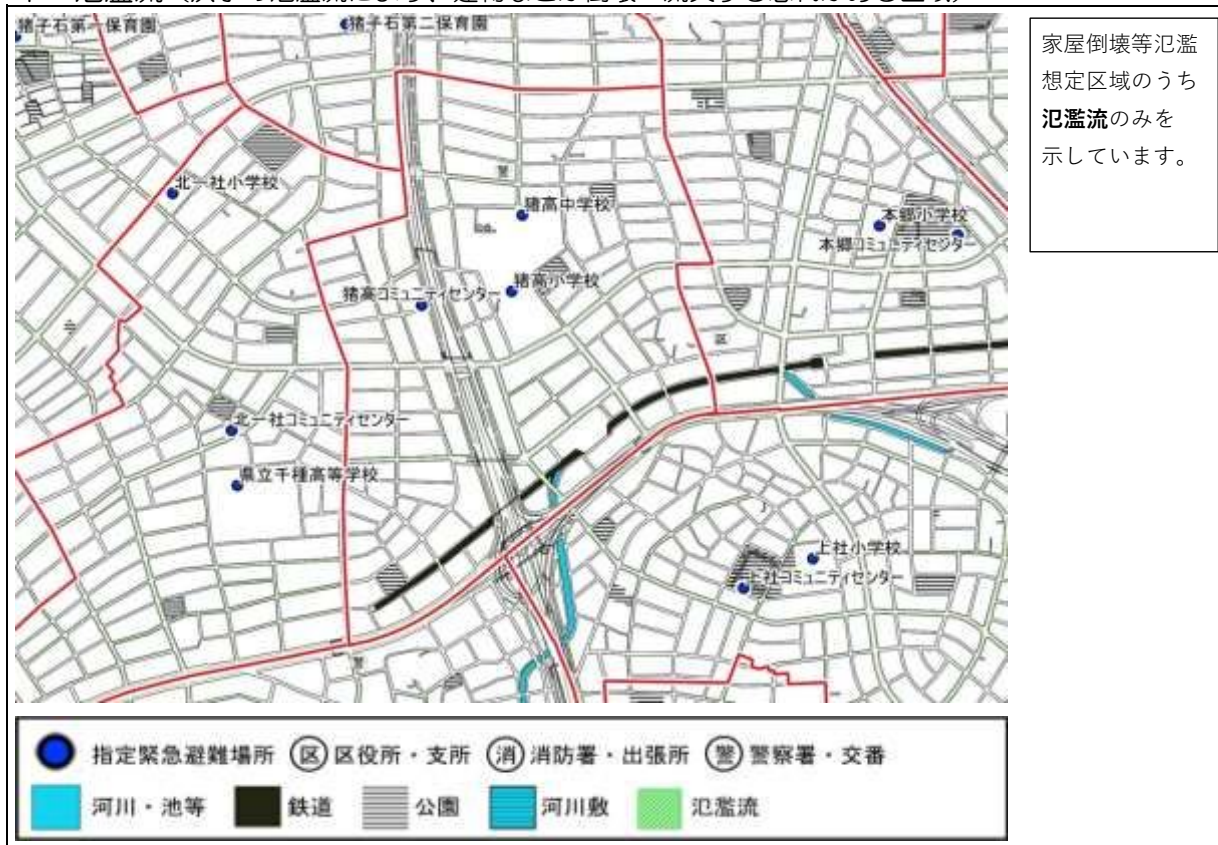 家屋倒壊等氾濫
想定区域のうち
氾濫流のみを
示しています。
猪子石第一保育園
猪子石第二保育園
北一社小学校
猪高中学校
本郷小学校
本郷コミュニティセンター
猪高コミュニティセンター
猪高小学校
区
北一社コミュニティセンター
県立千種高等学校
上社小学校
上社コミュニティセンター
指定緊急避難場所 区 区役所・支所 消 消防署・出張所 警 警察署・交番
河川・池等 鉄道 公園 河川敷 氾濫流